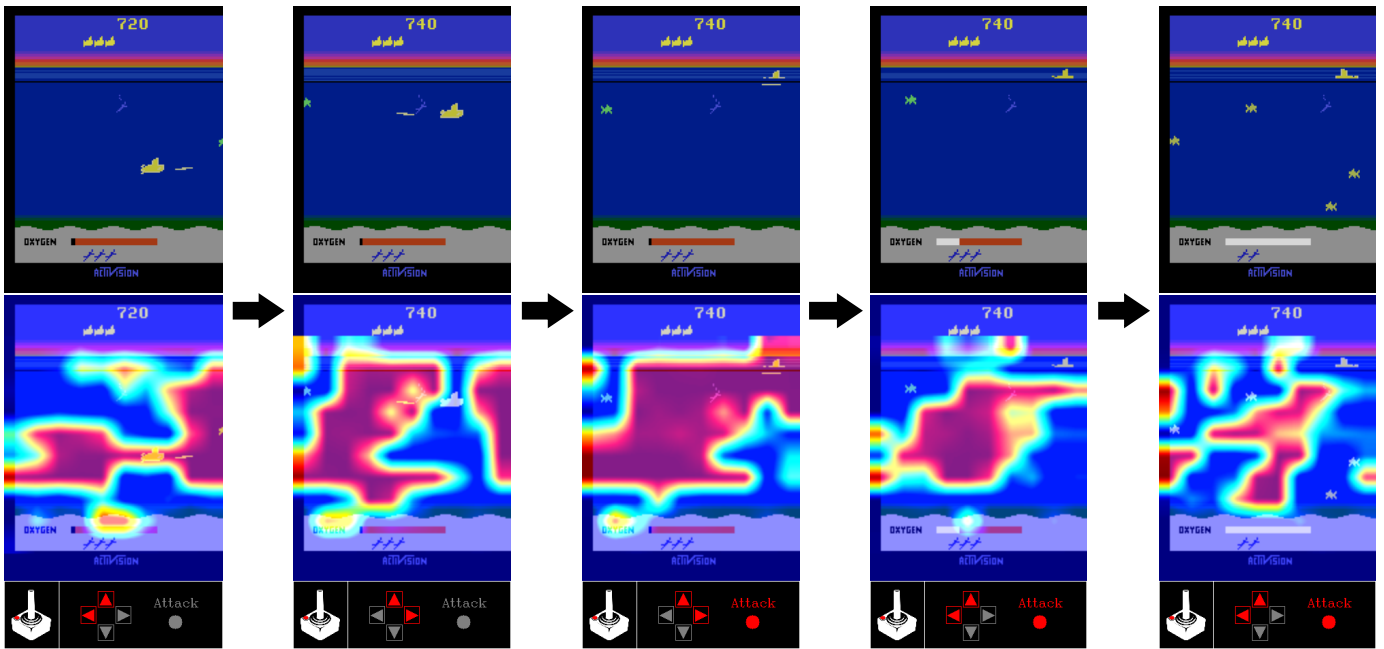 720
740
740
740
740
OXYGEN
OXYGEN
OXYGEN
OXYGEN
OXYGEN
ACTIVISION
ACTIVISION
ACTIVISION
ACTIVISION
ACTIVISION
720
740
740
740
740
OXYGEN
OXYGEN
OXYGEN
OXYGEN
OXYGEN
ACTIVISION
ACTIVISION
ACTIVISION
ACTIVISION
ACTIVISION
Attack
Attack
Attack
Attack
Attack